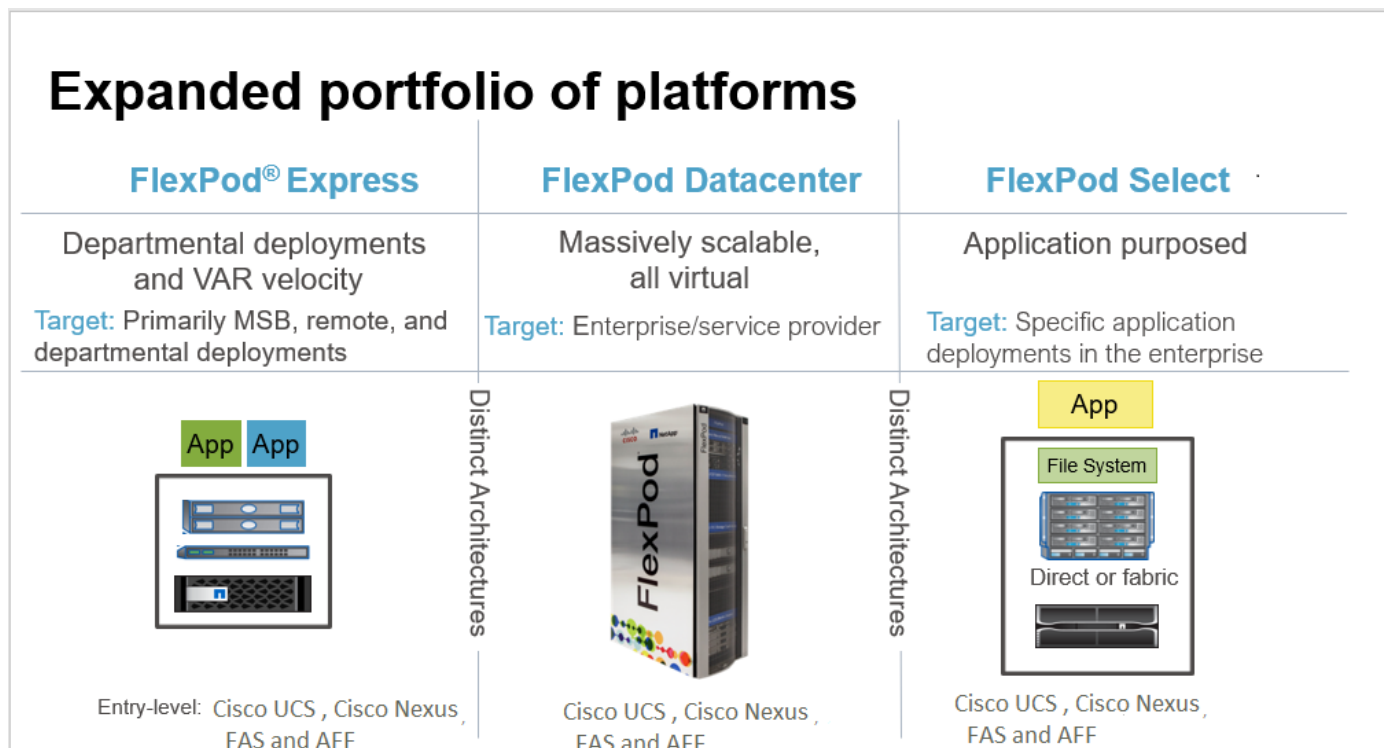 Expanded portfolio of platforms
FlexPod® Express
Departmental deployments
and VAR velocity
Target: Primarily MSB, remote, and
departmental deployments
App App
Entry-level: Cisco UCS , Cisco Nexus ,
FAS and AFF
Distinct Architectures
FlexPod Datacenter
Massively scalable,
all virtual
Target: Enterprise/service provider
CISCO NetApp
FlexPod
FlexPod
Cisco UCS , Cisco Nexus ,
FAS and AFF
Distinct Architectures
FlexPod Select .
Application purposed
Target: Specific application
deployments in the enterprise
App
File System
Direct or fabric
Cisco UCS , Cisco Nexus ,
FAS and AFF